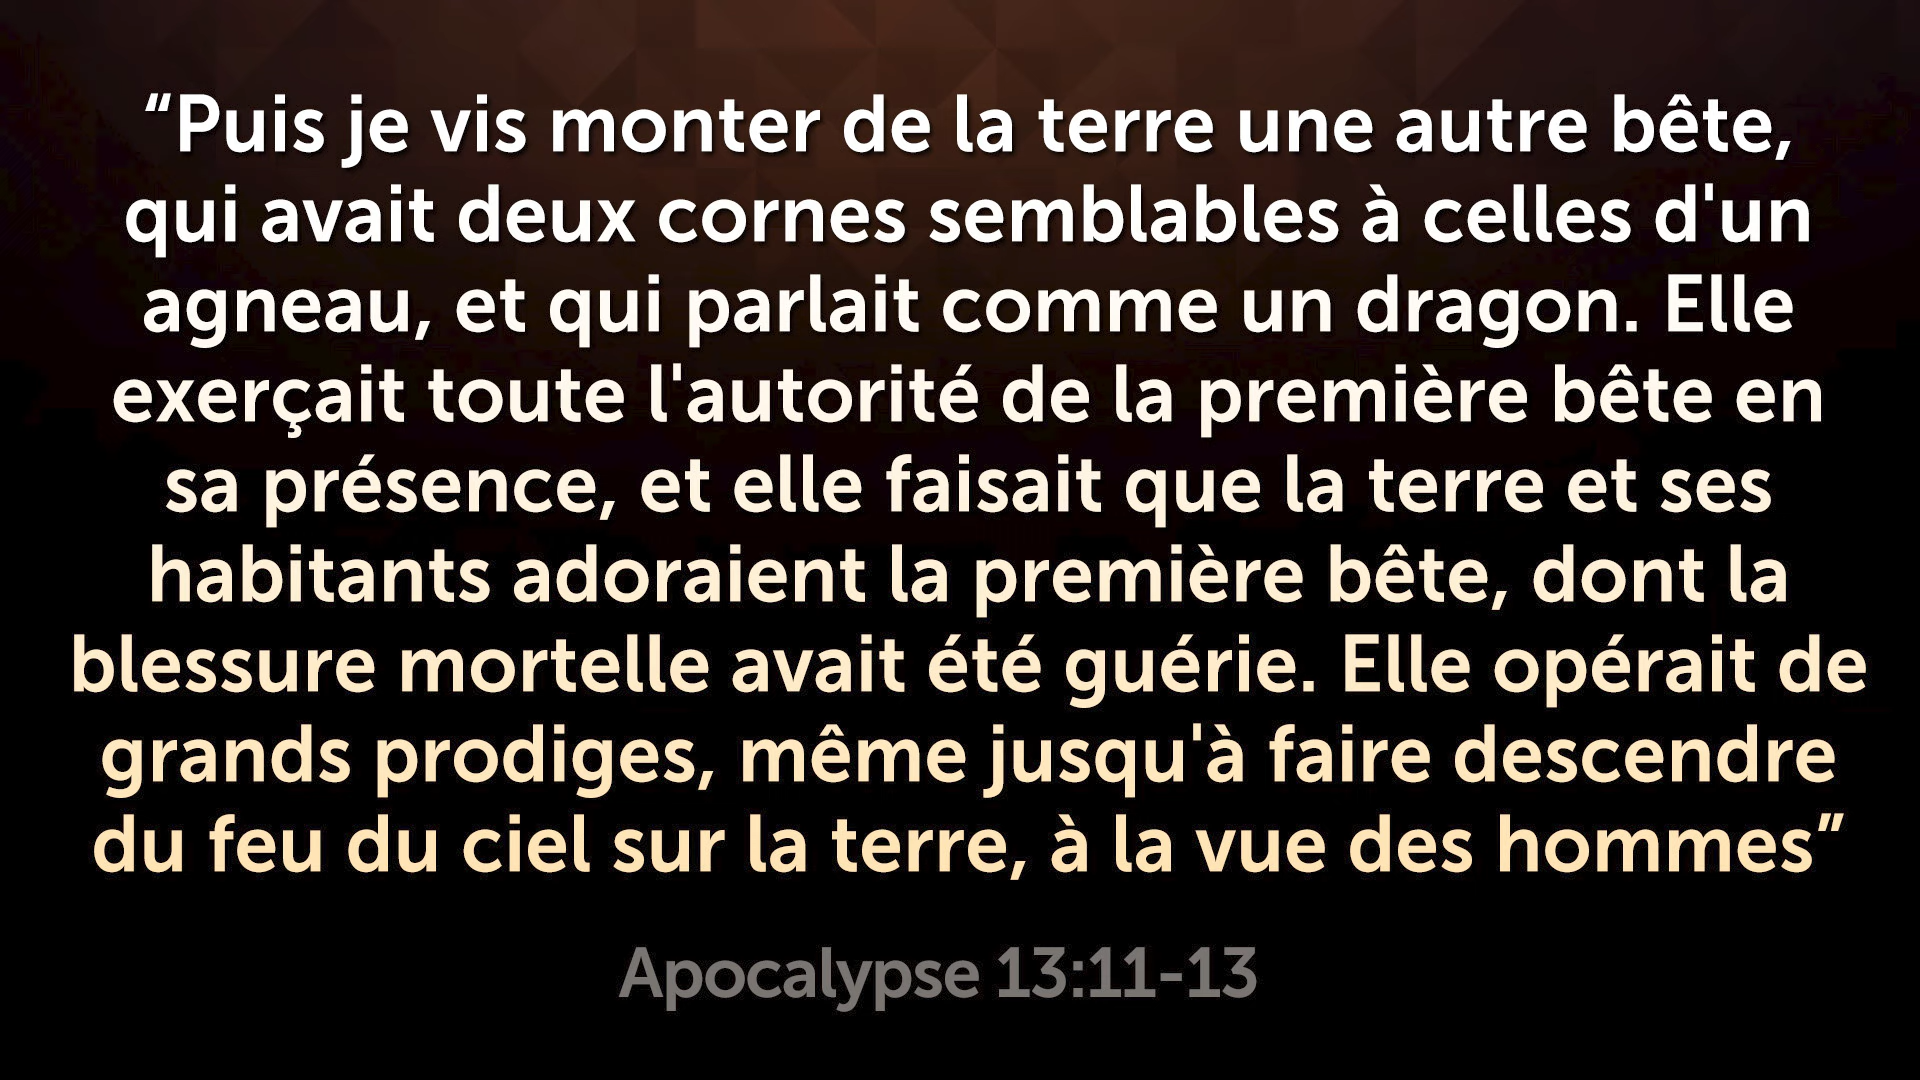 “Puis je vis monter de la terre une autre bête,
qui avait deux cornes semblables à celles d'un
agneau, et qui parlait comme un dragon. Elle
exerçait toute l'autorité de la première bête en
sa présence, et elle faisait que la terre et ses
habitants adoraient la première bête, dont la
blessure mortelle avait été guérie. Elle opérait de
grands prodiges, même jusqu'à faire descendre
du feu du ciel sur la terre, à la vue des hommes”
Apocalypse 13:11-13